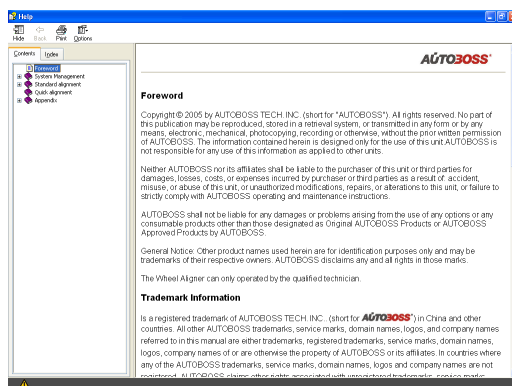 Help
Hide Back Print Options
Contents Index
Foreword
System Management
Standard alignment
Quick alignment
Appendix
AUTOBOSS
Foreword
Copyright © 2005 by AUTOBOSS TECH. INC. (short for "AUTOBOSS"). All rights reserved. No part of
this publication may be reproduced, stored in a retrieval system, or transmitted in any form or by any
means, electronic, mechanical, photocopying, recording or otherwise, without the prior written permission
of AUTOBOSS. The information contained herein is designed only for the use of this unit.AUTOBOSS is
not responsible for any use of this information as applied to other units.
Neither AUTOBOSS nor its affiliates shall be liable to the purchaser of this unit or third parties for
damages, losses, costs, or expenses incurred by purchaser or third parties as a result of: accident,
misuse, or abuse of this unit, or unauthorized modifications, repairs, or alterations to this unit, or failure to
strictly comply with AUTOBOSS operating and maintenance instructions.
AUTOBOSS shall not be liable for any damages or problems arising from the use of any options or any
consumable products other than those designated as Original AUTOBOSS Products or AUTOBOSS
Approved Products by AUTOBOSS.
General Notice: Other product names used herein are for identification purposes only and may be
trademarks of their respective owners. AUTOBOSS disclaims any and all rights in those marks.
The Wheel Aligner can only operated by the qualified technician.
Trademark Information
Is a registered trademark of AUTOBOSS TECH. INC.. (short for AUTOBOSS®) in China and other
countries. All other AUTOBOSS trademarks, service marks, domain names, logos, and company names
referred to in this manual are either trademarks, registered trademarks, service marks, domain names,
logos, company names of or are otherwise the property of AUTOBOSS or its affiliates. In countries where
any of the AUTOBOSS trademarks, service marks, domain names, logos and company names are not
registered, AUTOBOSS claims other rights associated with unregistered trademarks, service marks,